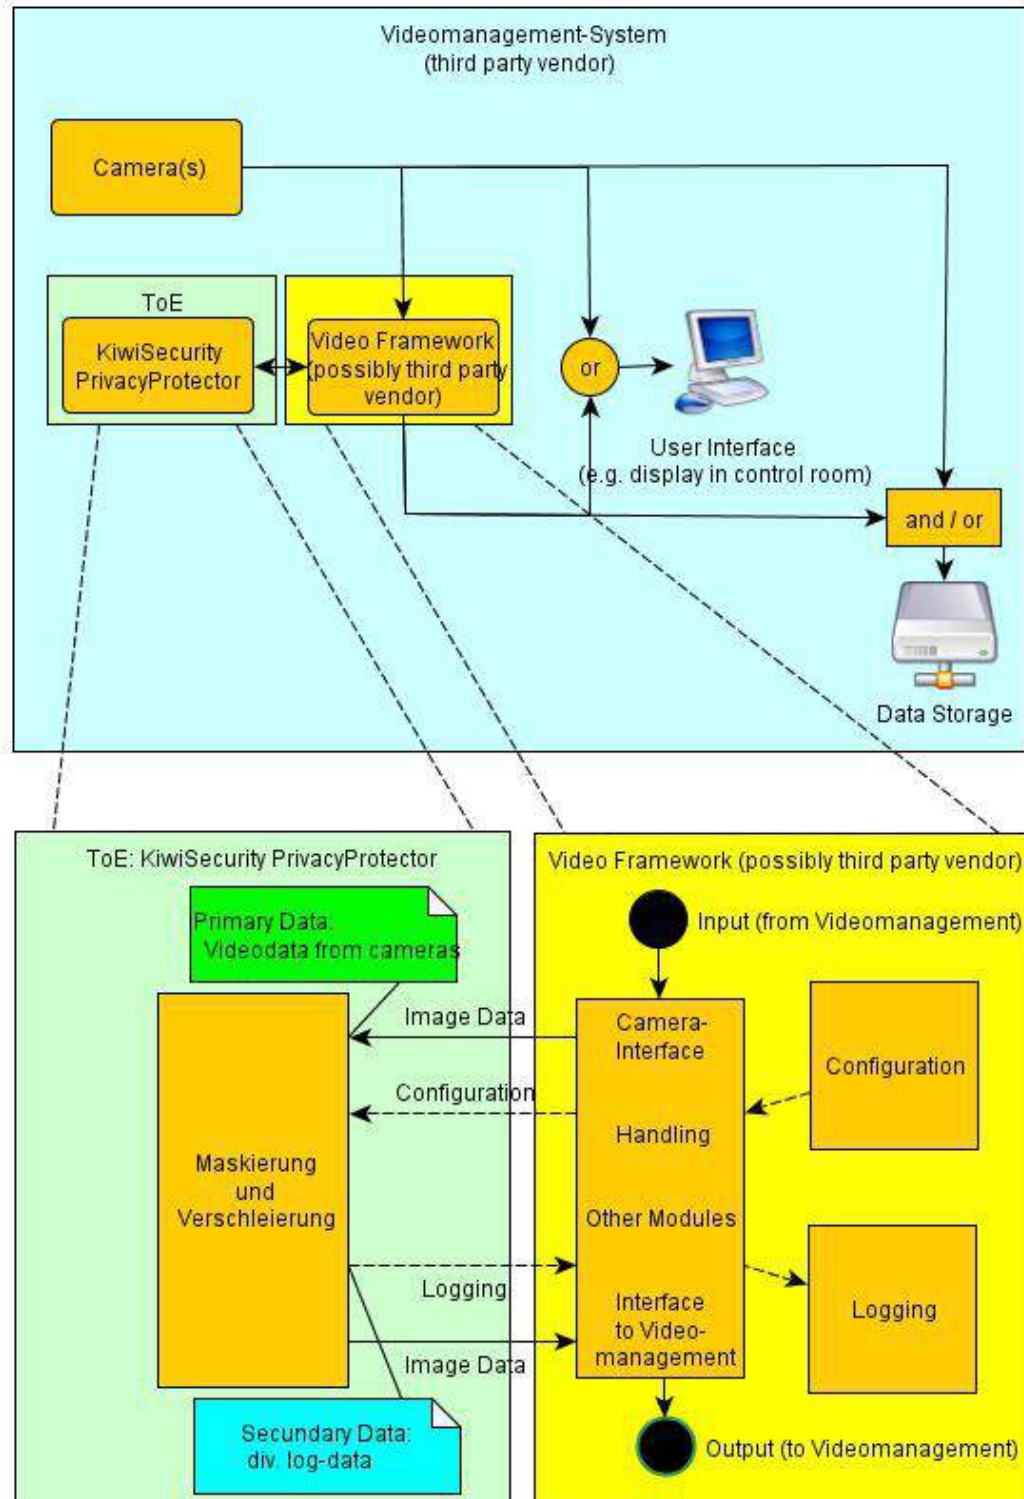 Videomanagement-System
(third party vendor)
Camera(s)
ToE
KiwiSecurity
PrivacyProtector
Video Framework
(possibly third party
vendor)
or
User Interface
(e.g. display in control room)
and / or
Data Storage
ToE: KiwiSecurity PrivacyProtector
Primary Data:
Videodata from cameras
Image Data
Configuration
Maskierung
und
Verschleierung
Logging
Image Data
Secundary Data:
div. log-data
Video Framework (possibly third party vendor)
Input (from Videomanagement)
Camera-
Interface
Configuration
Handling
Other Modules
Logging
Interface
to Video-
management
Output (to Videomanagement)